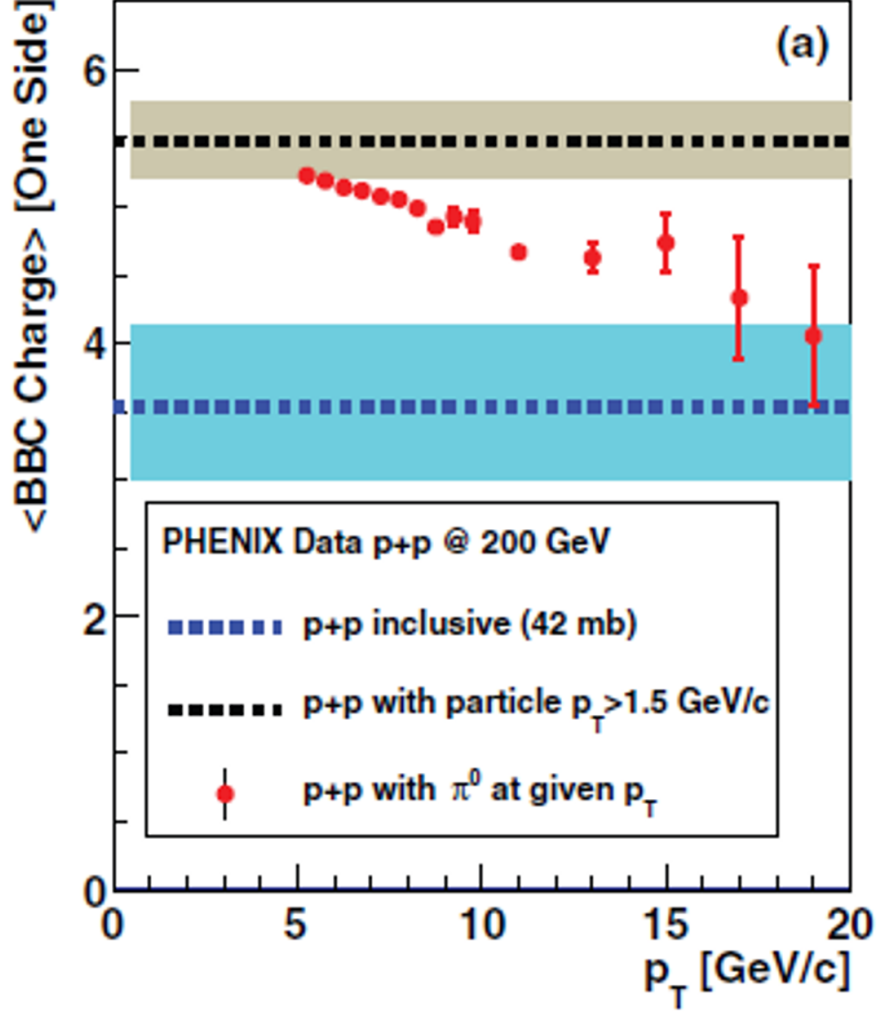 (a)
<BBC Charge> [One Side]
6
4
2
0
PHENIX Data p+p @ 200 GeV
p+p inclusive (42 mb)
p+p with particle pT>1.5 GeV/c
p+p with π0 at given pT
0 5 10 15 20
pT [GeV/c]